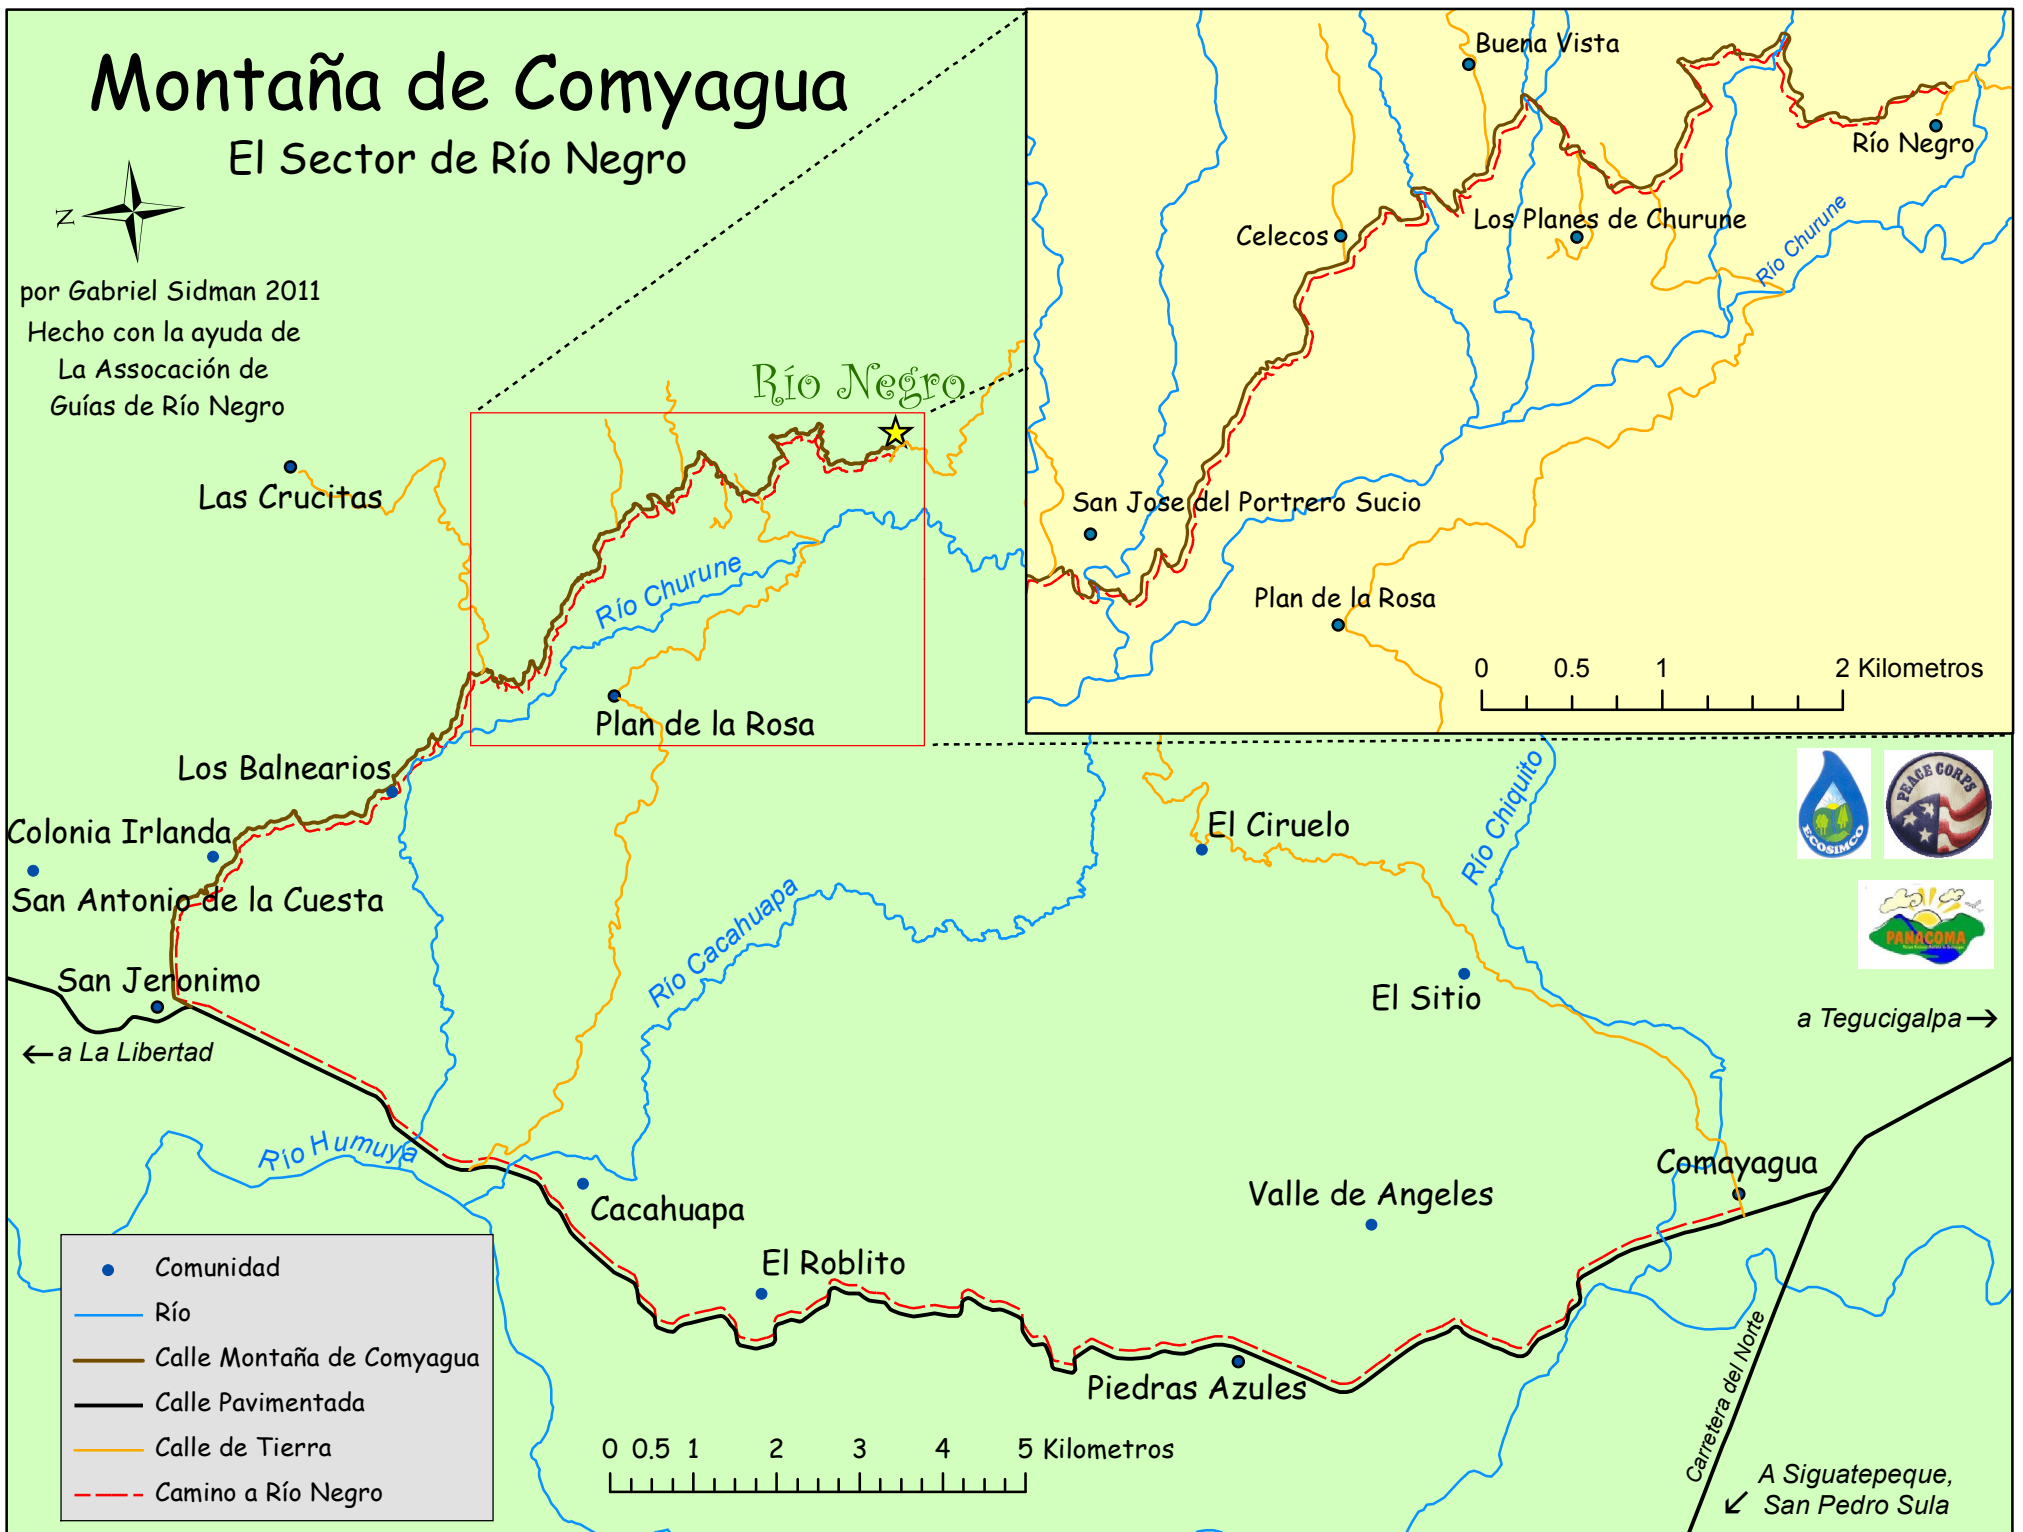 Montaña de Comyagua
El Sector de Río Negro
N
por Gabriel Sidman 2011
Hecho con la ayuda de
La Assocación de
Guías de Río Negro
Río Negro
Las Crucitas
Río Churune
Plan de la Rosa
Los Balnearios
Colonia Irlanda
San Antonio de la Cuesta
San Jeronimo
←a La Libertad
Río Humuya
Río Cacahuapa
Cacahuapa
El Roblito
Piedras Azules
Valle de Angeles
Comayagua
El Ciruelo
El Sitio
Río Chiquito
a Tegucigalpa→
Carretera del Norte
A Siguatepeque,
↙ San Pedro Sula
Buena Vista
Río Negro
Los Planes de Churune
Celecos
Río Churune
San Jose del Portrero Sucio
Plan de la Rosa
0 0.5 1 2 Kilometros
ECOSIMCO
PEACE CORPS
PANACOMA
Comunidad
Río
Calle Montaña de Comyagua
Calle Pavimentada
Calle de Tierra
Camino a Río Negro
0 0.5 1 2 3 4 5 Kilometros